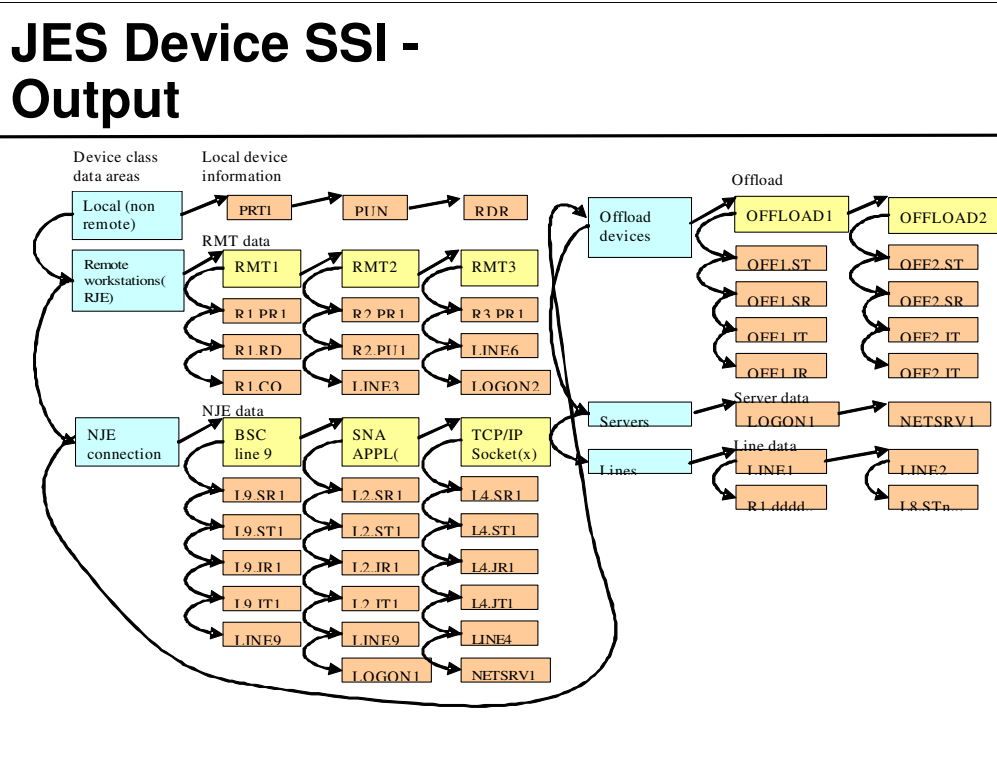 JES Device SSI -
Output
Device class
data areas
Local device
information
Local (non
remote)
PRT1
PUN
RDR
Remote
workstations(
RJE)
RMT data
RMT1
RMT2
RMT3
R1.PR1
R2.PR1
R3.PR1
R1.RD
R2.PU1
LINE6
R1.CO
LINE3
LOGON2
NJE data
NJE
connection
BSC
line 9
SNA
APPL(
TCP/IP
Socket(x)
L9.SR1
L2.SR1
L4.SR1
L9.ST1
L2.ST1
L4.ST1
L9.JR1
L2.JR1
L4.JR1
L9.JT1
L2.JT1
L4.JT1
LINE9
LINE9
LINE4
LOGON1
NETSRV1
Offload
Offload
devices
OFFLOAD1
OFFLOAD2
OFF1.ST
OFF2.ST
OFF1.SR
OFF2.SR
OFF1.JT
OFF2.JT
OFF1.JR
OFF2.JT
Server data
Servers
LOGON1
NETSRV1
Line data
Lines
LINE1
LINE2
R1.dddd..
L8.STn...